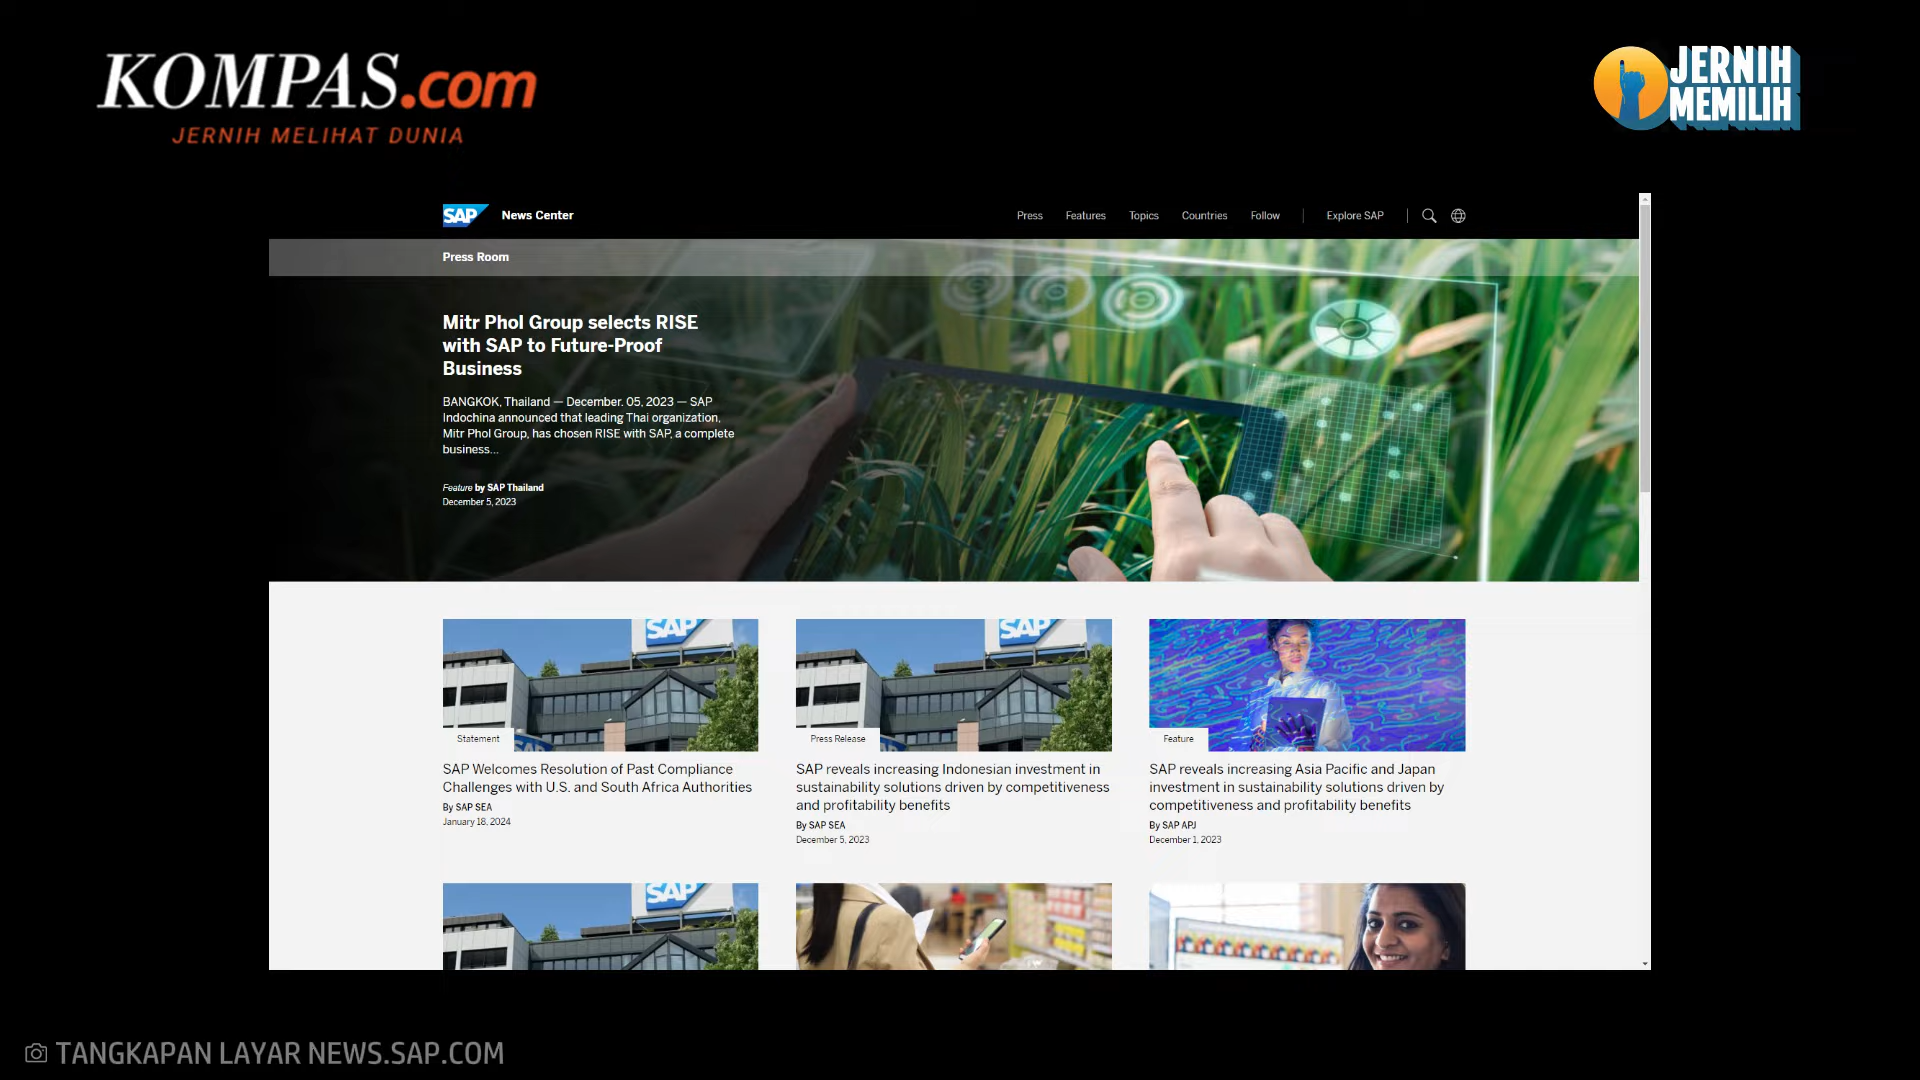 KOMPAS.com
JERNIH MELIHAT DUNIA
JERNIH
MEMILIH
SAP News Center
Press Features Topics Countries Follow Explore SAP
Press Room
Mitr Phol Group selects RISE
with SAP to Future-Proof
Business
BANGKOK, Thailand — December. 05, 2023 — SAP
Indochina announced that leading Thai organization,
Mitr Phol Group, has chosen RISE with SAP, a complete
business...
Feature by SAP Thailand
December 5, 2023
SAP
SAP
Statement
SAP Welcomes Resolution of Past Compliance
Challenges with U.S. and South Africa Authorities
By SAP SEA
January 18, 2024
SAP
Press Release
SAP reveals increasing Indonesian investment in
sustainability solutions driven by competitiveness
and profitability benefits
By SAP SEA
December 5, 2023
Feature
SAP reveals increasing Asia Pacific and Japan
investment in sustainability solutions driven by
competitiveness and profitability benefits
By SAP APJ
December 1, 2023
SAP
TANGKAPAN LAYAR NEWS.SAP.COM